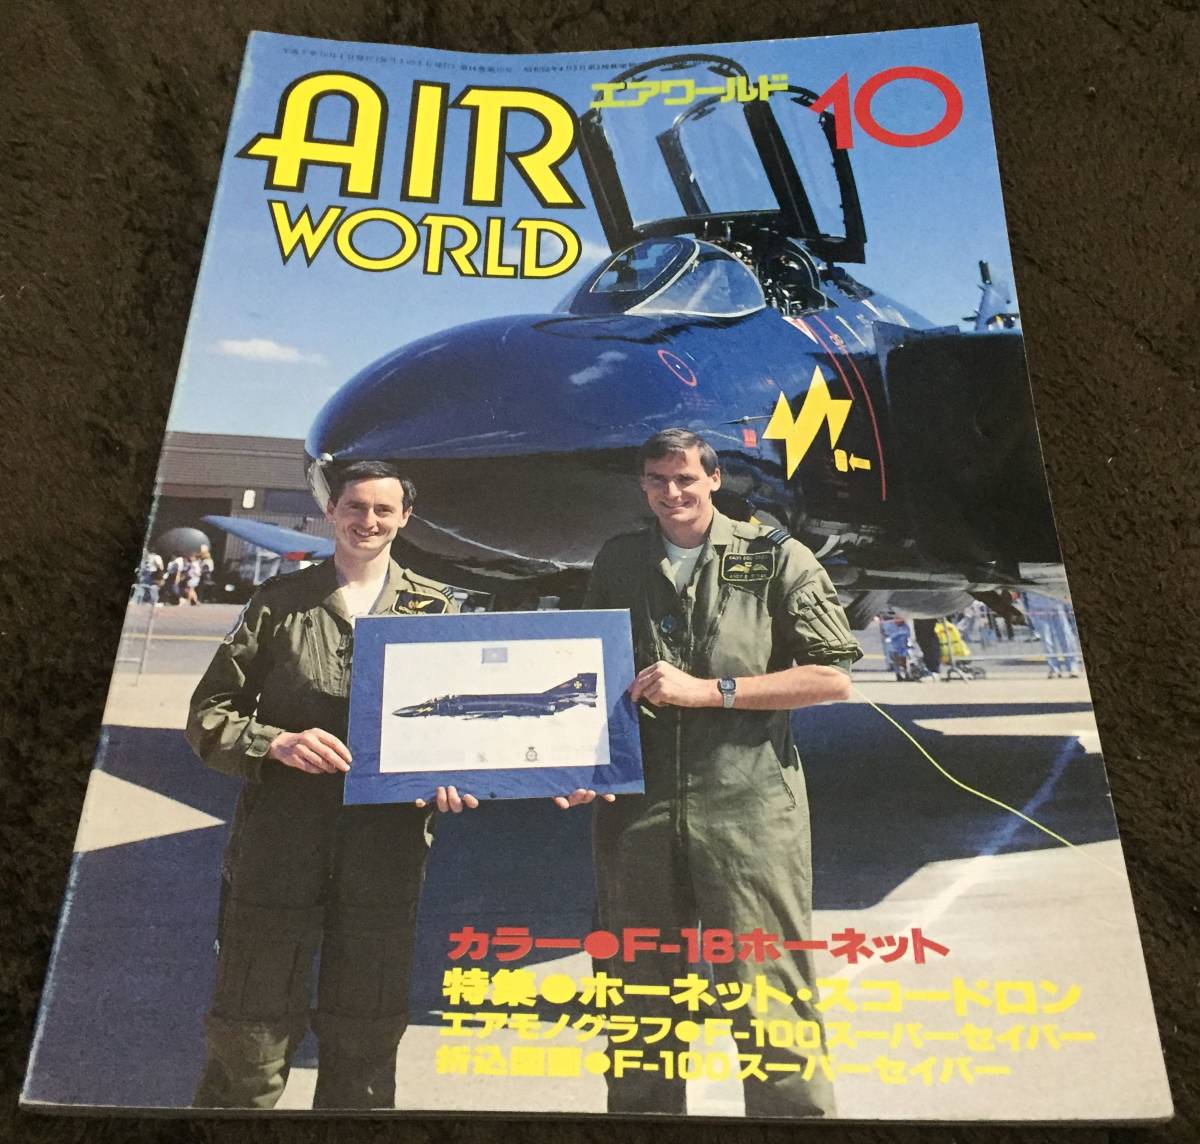 AIR
WORLD
エアワールド
10
カラー●F-18ホーネット
特集●ホーネット・スコードロン
エアモノグラフ●F-100スーパーセイバー
折込図面●F-100スーパーセイバー